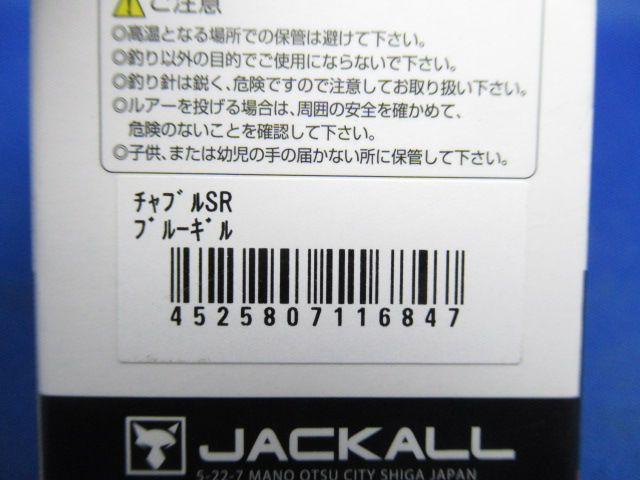 ご注意
◎高温となる場所での保管は避けて下さい。
◎釣り以外の目的でご使用にならないで下さい。
◎釣り針は鋭く、危険ですので注意してお取り扱い下さい。
◎ルアーを投げる場合は、周囲の安全を確かめて、
危険のないことを確認して下さい。
◎子供、または幼児の手の届かない所に保管して下さい。
ﾁｬﾌﾞﾙSR
ﾌﾞﾙｰｷﾞﾙ
4525807116847
JACKALL
5-22-7 MANO OTSU CITY SHIGA JAPAN